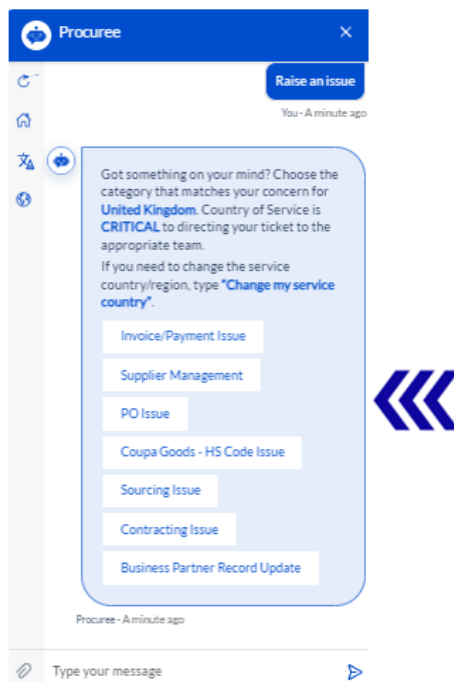 Procuree
Raise an issue
You - A minute ago
Got something on your mind? Choose the
category that matches your concern for
United Kingdom. Country of Service is
CRITICAL to directing your ticket to the
appropriate team.
If you need to change the service
country/region, type "Change my service
country".
Invoice/Payment Issue
Supplier Management
PO Issue
Coupa Goods - HS Code Issue
Sourcing Issue
Contracting Issue
Business Partner Record Update
Procuree - A minute ago
Type your message